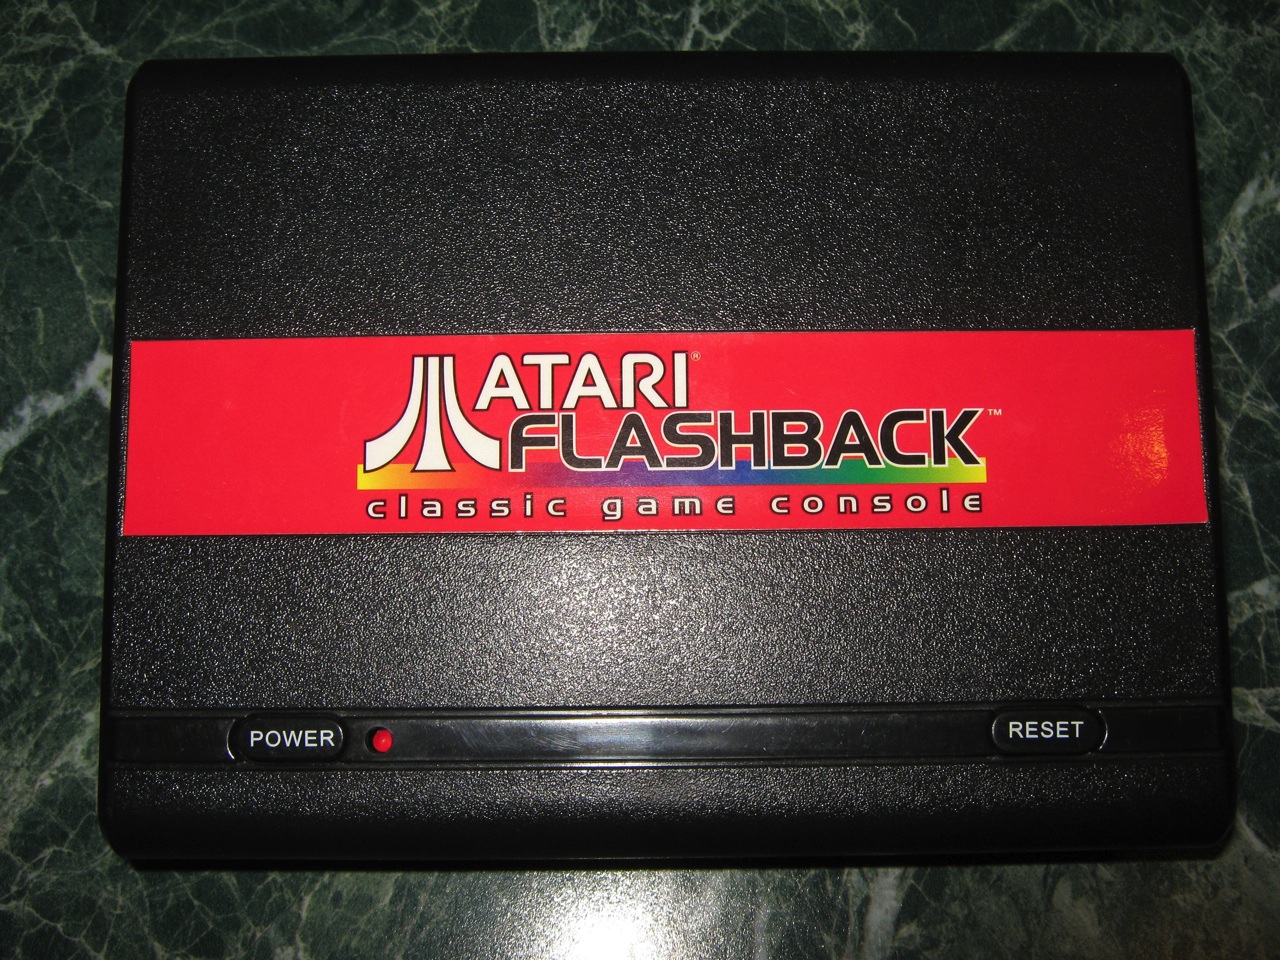 ATARI®
FLASHBACK™
classic game console
POWER
RESET